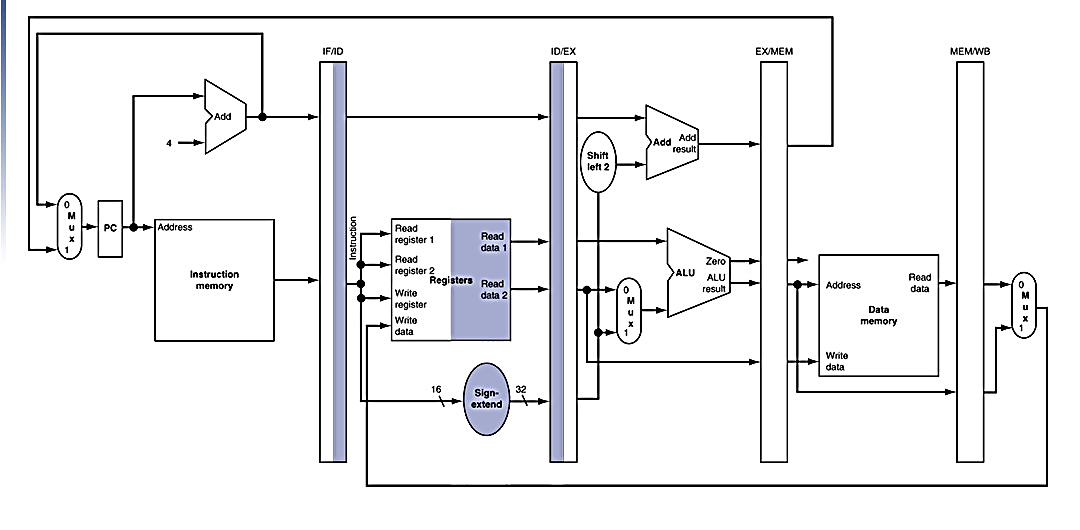 IF/ID
ID/EX
EX/MEM
MEM/WB
Add
4
Add
Add
result
Shift
left 2
0
M
u
x
1
PC
Address
Instruction
memory
Instruction
Read
register 1
Read
register 2
Registers
Write
register
Write
data
Read
data 1
Read
data 2
16
Sign-
extend
32
0
M
u
x
1
Zero
ALU
ALU
result
Address
Read
data
Data
memory
Write
data
0
M
u
x
1